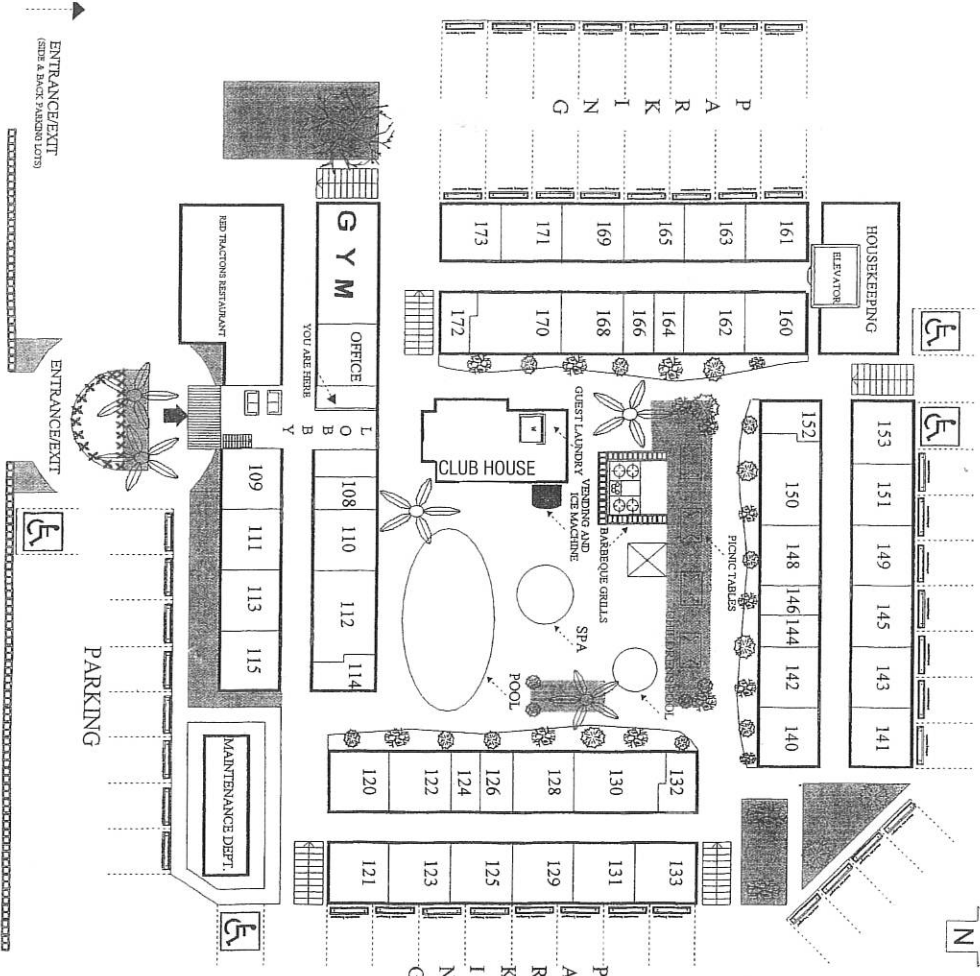 ENTRANCE/EXIT
(SIDE & BACK PARKING LOTS)
PARKING
173
171
169
165
163
161
HOUSEKEEPING
ELEVATOR
172
170
168
166
164
162
160
GYM
OFFICE
YOU ARE HERE
RED TRACTONS RESTAURANT
LOBBY
ENTRANCE/EXIT
GUEST LAUNDRY
CLUB HOUSE
VENDING AND
ICE MACHINE
BARBEQUE GRILLS
PICNIC TABLES
SPA
POOL
152
150
148
146
144
142
140
153
151
149
145
143
141
109
111
113
115
108
110
112
114
PARKING
MAINTENANCE DEPT.
120
122
124
126
128
130
132
121
123
125
129
131
133
PARKING
N